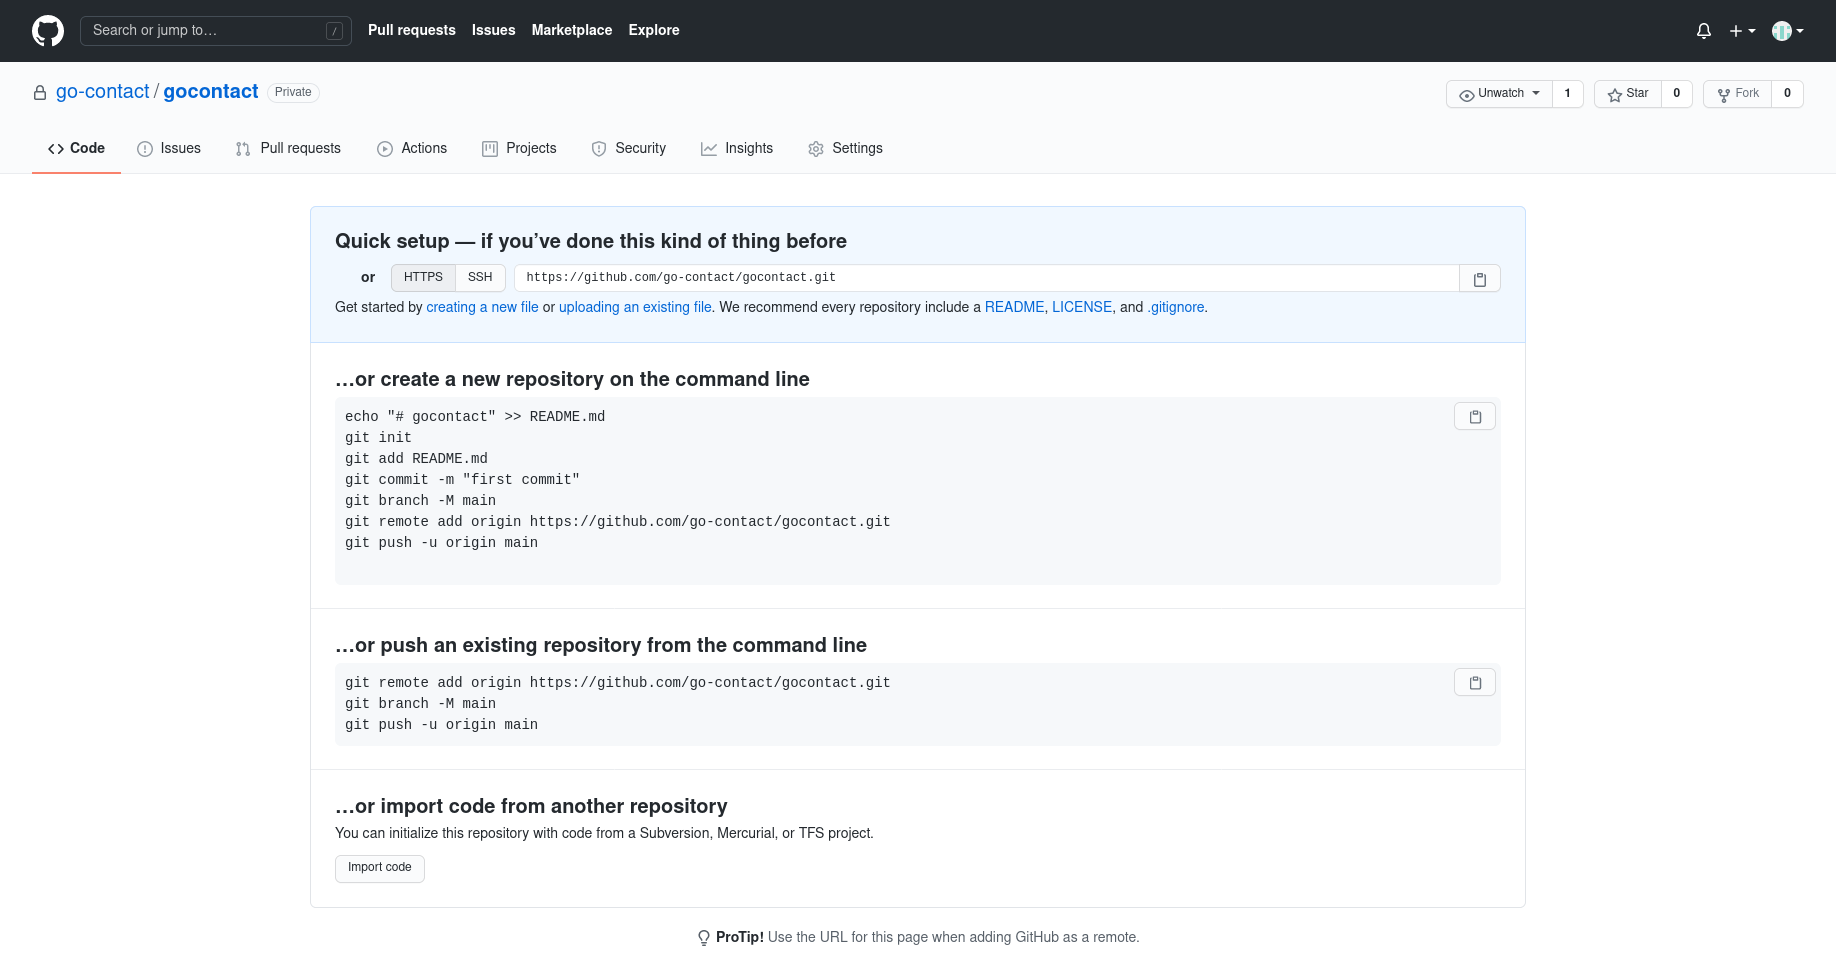 Search or jump to… /
Pull requests Issues Marketplace Explore
go-contact / gocontact Private
Unwatch 1 Star 0 Fork 0
Code Issues Pull requests Actions Projects Security Insights Settings
Quick setup — if you’ve done this kind of thing before
or HTTPS SSH https://github.com/go-contact/gocontact.git
Get started by creating a new file or uploading an existing file. We recommend every repository include a README, LICENSE, and .gitignore.
…or create a new repository on the command line
echo "# gocontact" >> README.md
git init
git add README.md
git commit -m "first commit"
git branch -M main
git remote add origin https://github.com/go-contact/gocontact.git
git push -u origin main
…or push an existing repository from the command line
git remote add origin https://github.com/go-contact/gocontact.git
git branch -M main
git push -u origin main
…or import code from another repository
You can initialize this repository with code from a Subversion, Mercurial, or TFS project.
Import code
ProTip! Use the URL for this page when adding GitHub as a remote.